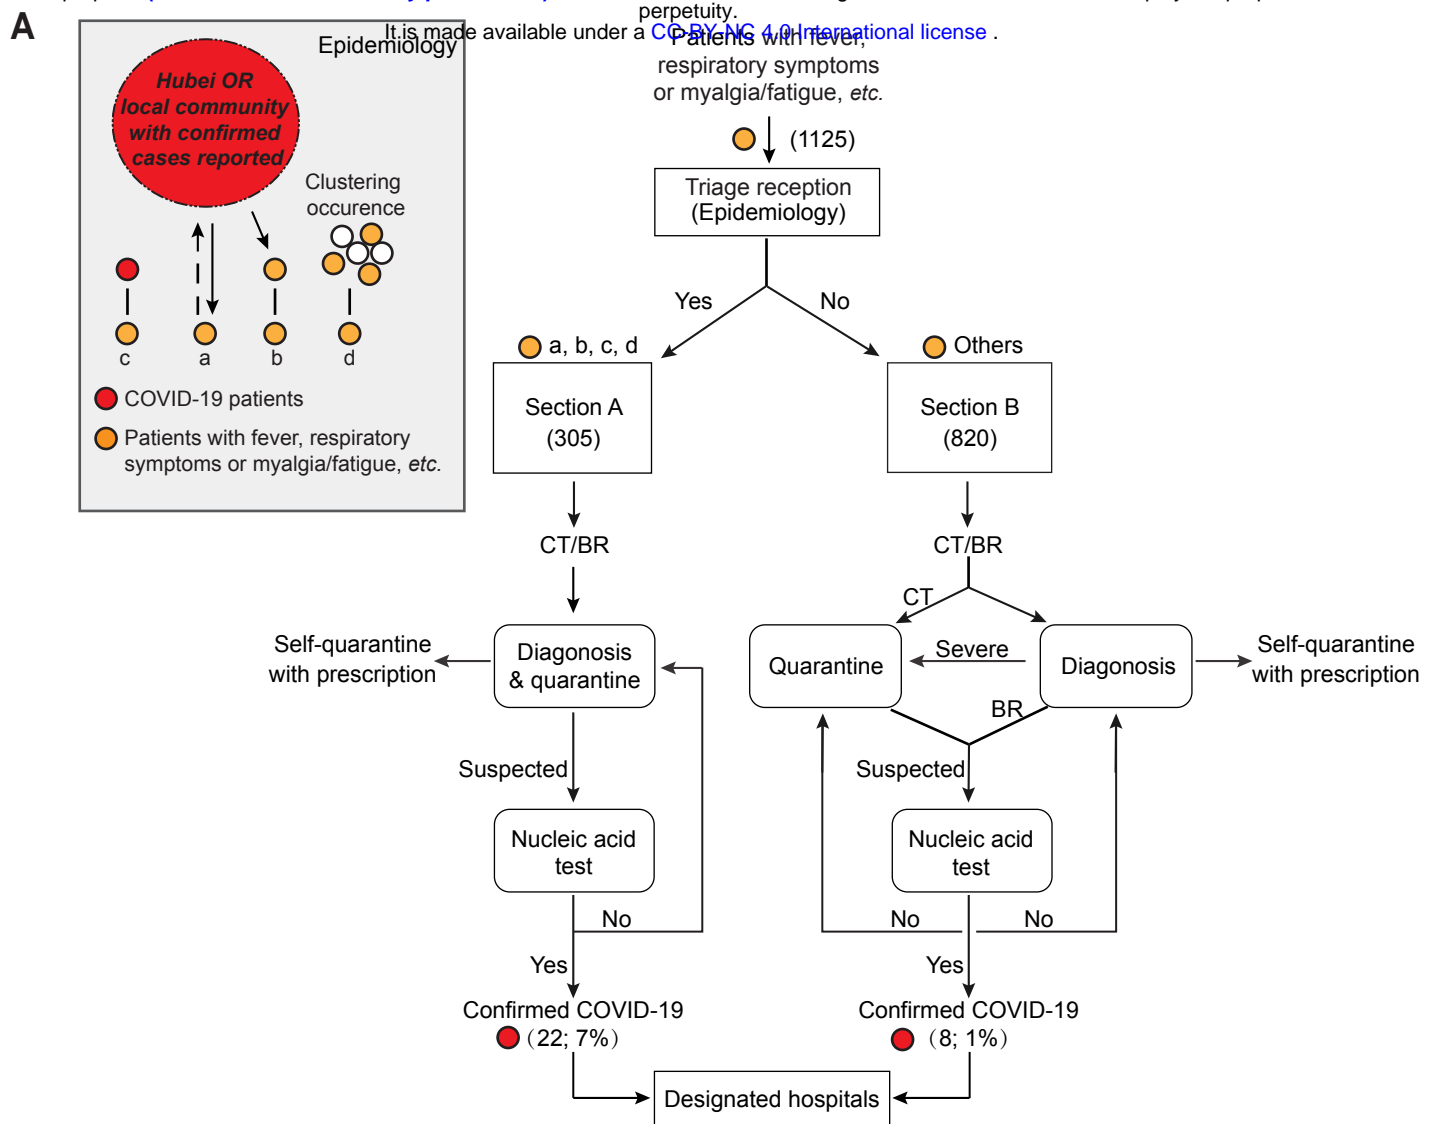 perpetuity.
It is made available under a CC-BY-NC 4.0 International license .
A
Epidemiology
Hubei OR
local community
with confirmed
cases reported
Clustering
occurence
c
a
b
d
COVID-19 patients
Patients with fever, respiratory
symptoms or myalgia/fatigue, etc.
Patients with fever,
respiratory symptoms
or myalgia/fatigue, etc.
(1125)
Triage reception
(Epidemiology)
Yes
No
a, b, c, d
Others
Section A
(305)
Section B
(820)
CT/BR
CT/BR
CT
Self-quarantine
with prescription
Diagonosis
& quarantine
Quarantine
Severe
Diagonosis
Self-quarantine
with prescription
BR
Suspected
Suspected
Nucleic acid
test
Nucleic acid
test
No
No
No
Yes
Yes
Confirmed COVID-19
(22; 7%)
Confirmed COVID-19
(8; 1%)
Designated hospitals